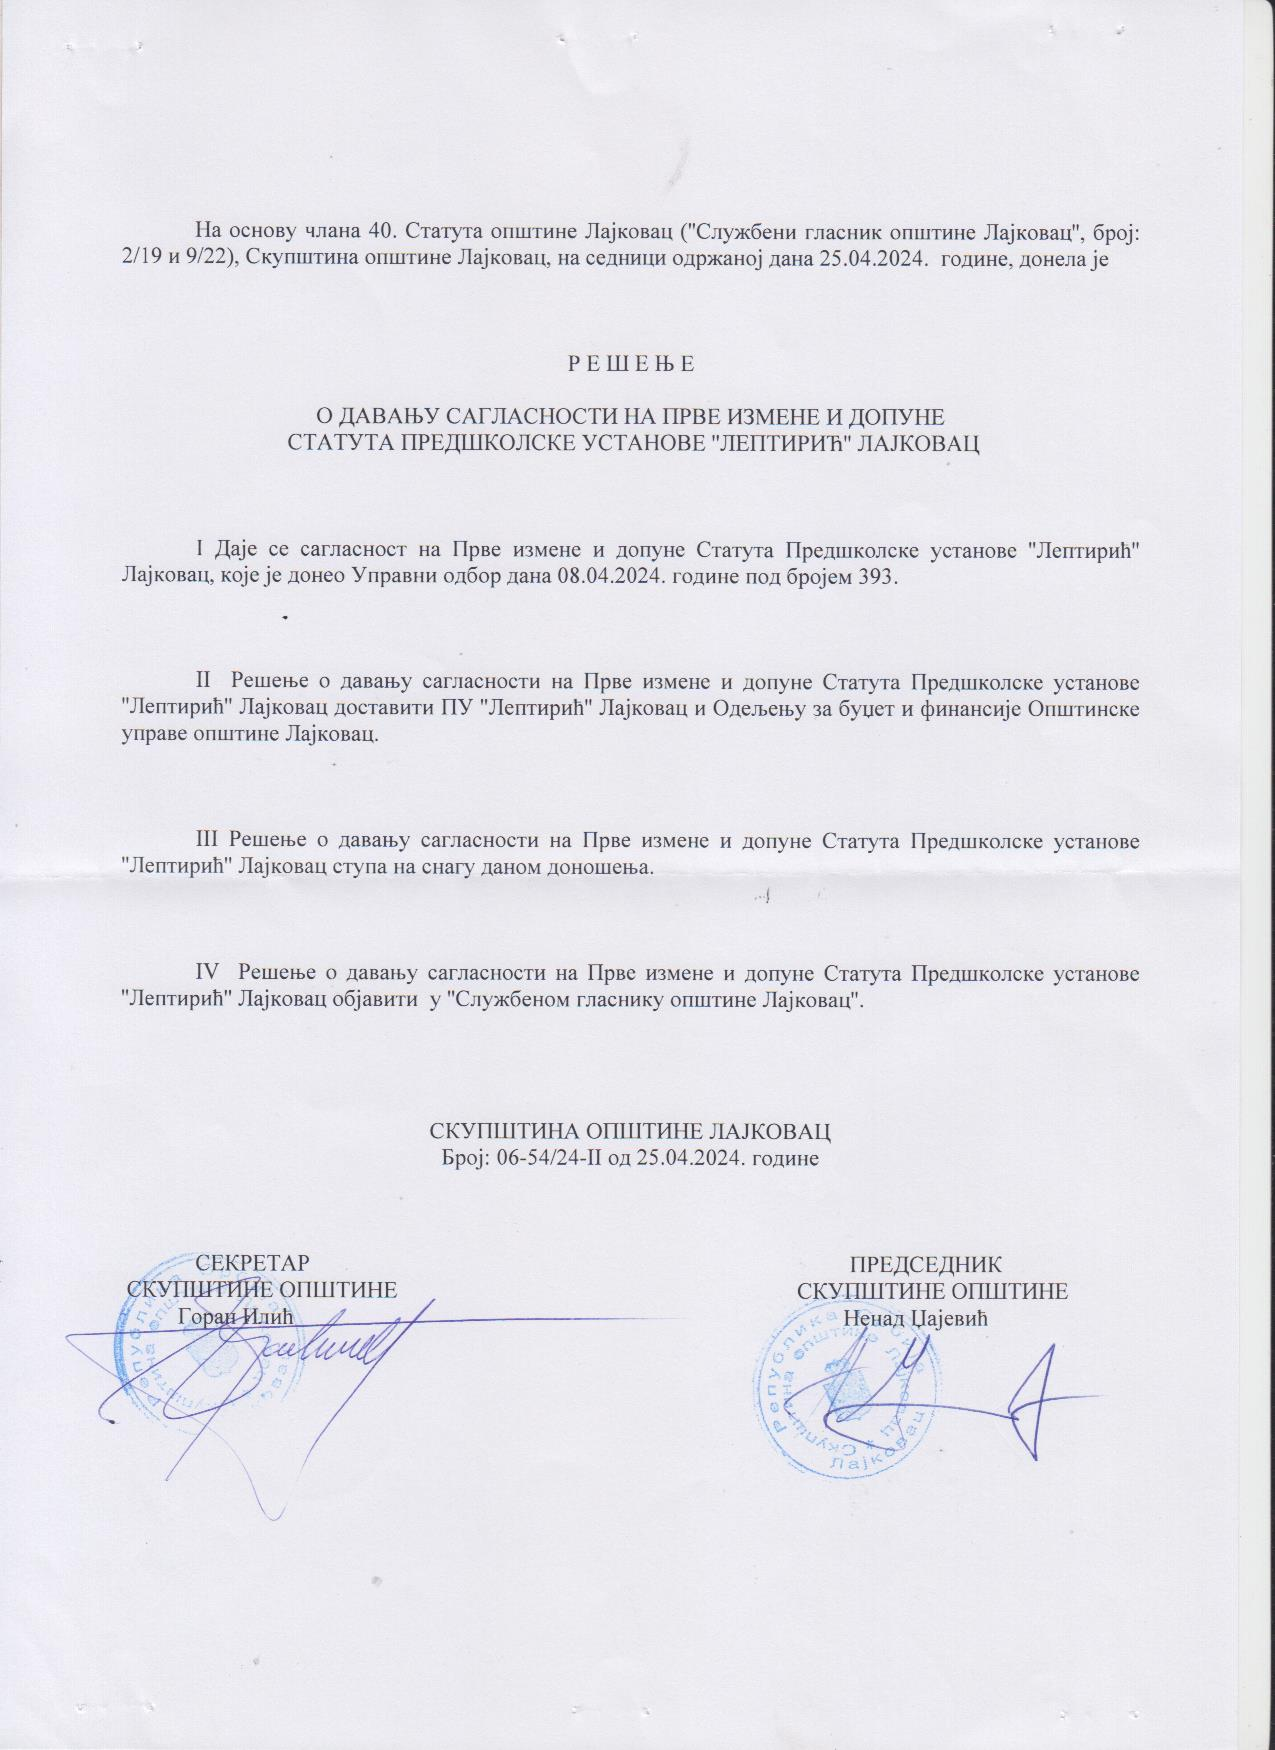 На основу члана 40. Статута општине Лајковац ("Службени гласник општине Лајковац", број:
2/19 и 9/22), Скупштина општине Лајковац, на седници одржаној дана 25.04.2024. године, донела је
Р Е Ш Е Њ Е
О ДАВАЊУ САГЛАСНОСТИ НА ПРВЕ ИЗМЕНЕ И ДОПУНЕ
СТАТУТА ПРЕДШКОЛСКЕ УСТАНОВЕ "ЛЕПТИРИЋ" ЛАЈКОВАЦ
I Даје се сагласност на Прве измене и допуне Статута Предшколске установе "Лептирић"
Лајковац, које је донео Управни одбор дана 08.04.2024. године под бројем 393.
II Решење о давању сагласности на Прве измене и допуне Статута Предшколске установе
"Лептирић" Лајковац доставити ПУ "Лептирић" Лајковац и Одељењу за буџет и финансије Општинске
управе општине Лајковац.
III Решење о давању сагласности на Прве измене и допуне Статута Предшколске установе
"Лептирић" Лајковац ступа на снагу даном доношења.
IV Решење о давању сагласности на Прве измене и допуне Статута Предшколске установе
"Лептирић" Лајковац објавити у "Службеном гласнику општине Лајковац".
СКУПШТИНА ОПШТИНЕ ЛАЈКОВАЦ
Број: 06-54/24-II од 25.04.2024. године
СЕКРЕТАР
СКУПШТИНЕ ОПШТИНЕ
Горан Илић
ПРЕДСЕДНИК
СКУПШТИНЕ ОПШТИНЕ
Ненад Цајевић
Република Србија
Скупштина општине Лајковац
Лајковац